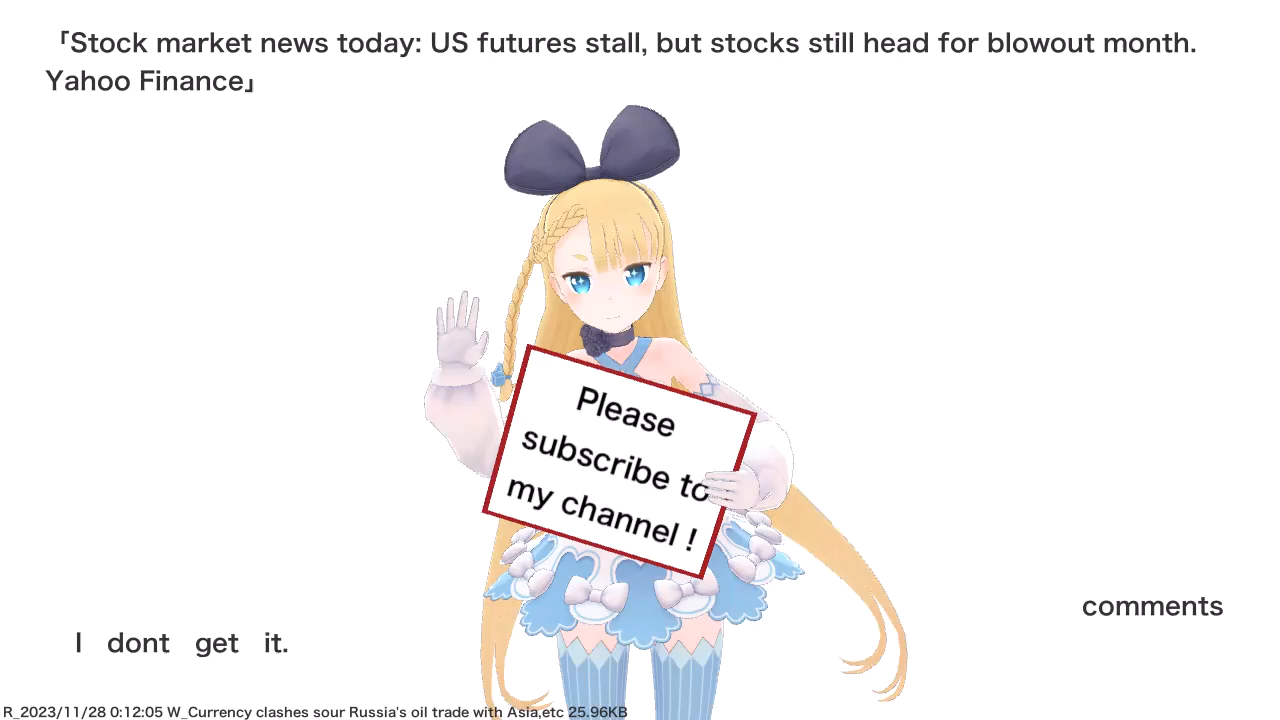 「Stock market news today: US futures stall, but stocks still head for blowout month.
Yahoo Finance」
Please
subscribe to
my channel !
comments
I dont get it.
R_2023/11/28 0:12:05 W_Currency clashes sour Russia's oil trade with Asia,etc 25.96KB